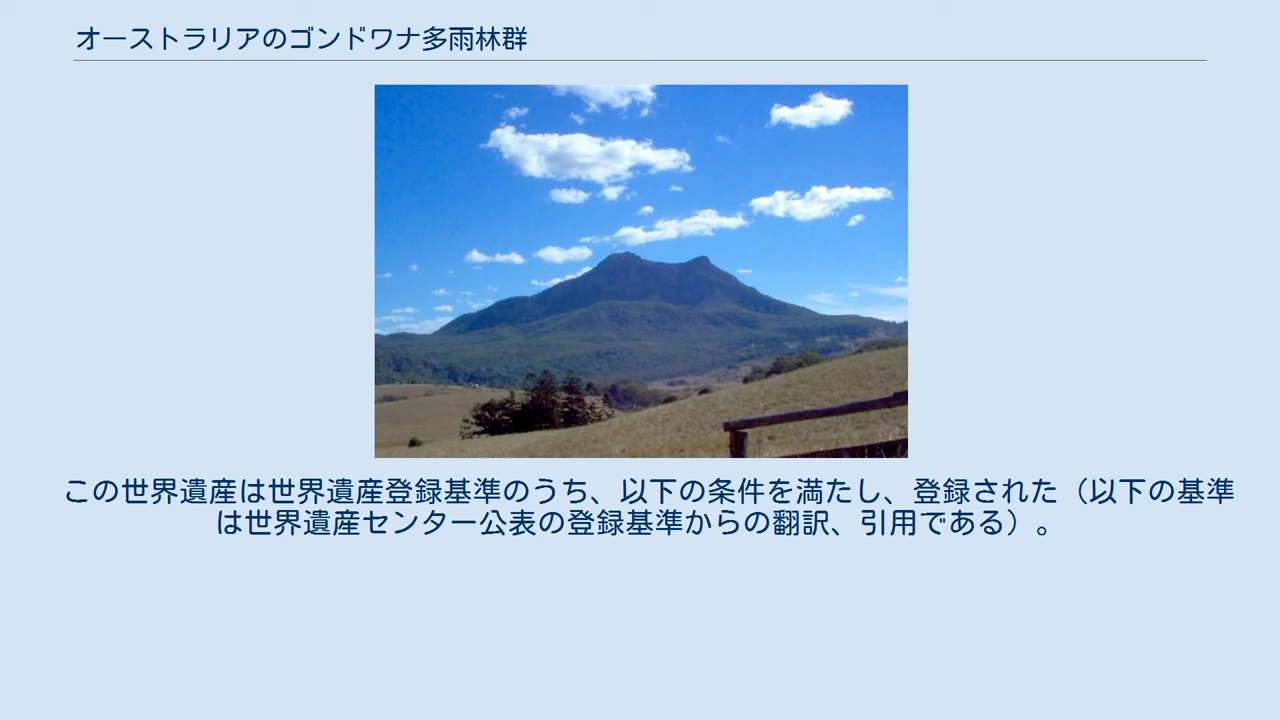 オーストラリアのゴンドワナ多雨林群
この世界遺産は世界遺産登録基準のうち、以下の条件を満たし、登録された（以下の基準
は世界遺産センター公表の登録基準からの翻訳、引用である）。